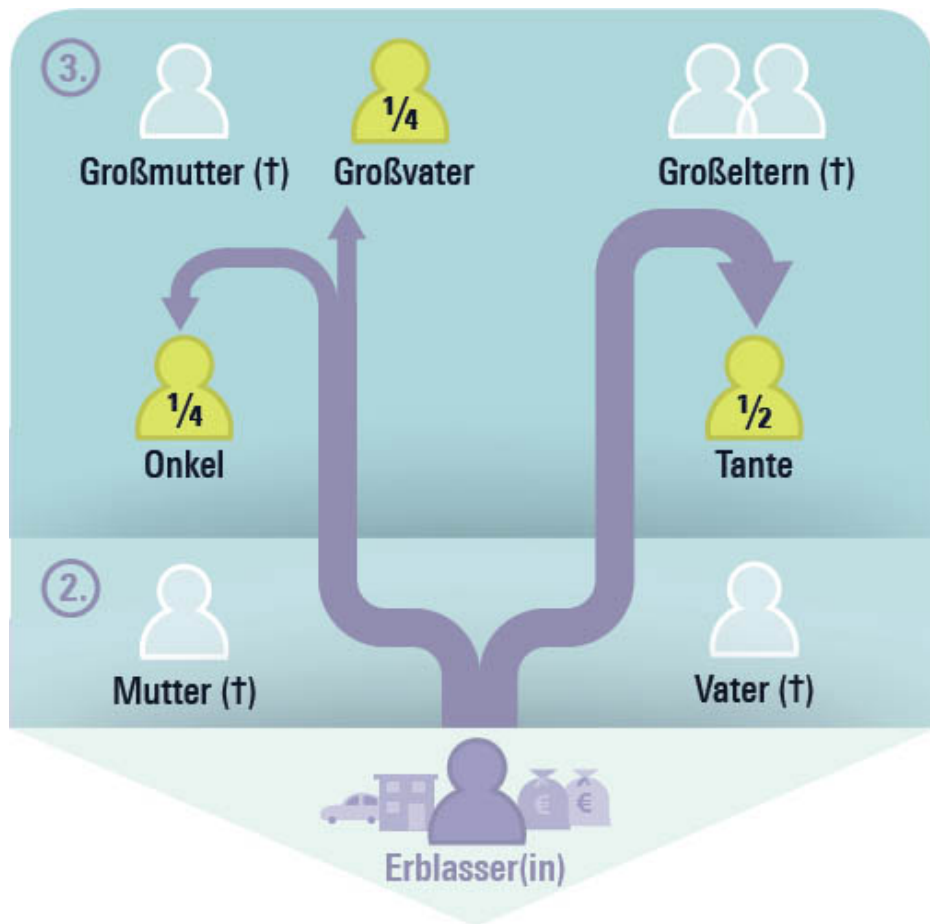 3.
1/4
Großmutter (†) Großvater Großeltern (†)
1/4 1/2
Onkel Tante
2.
Mutter (†) Vater (†)
€ €
Erblasser(in)